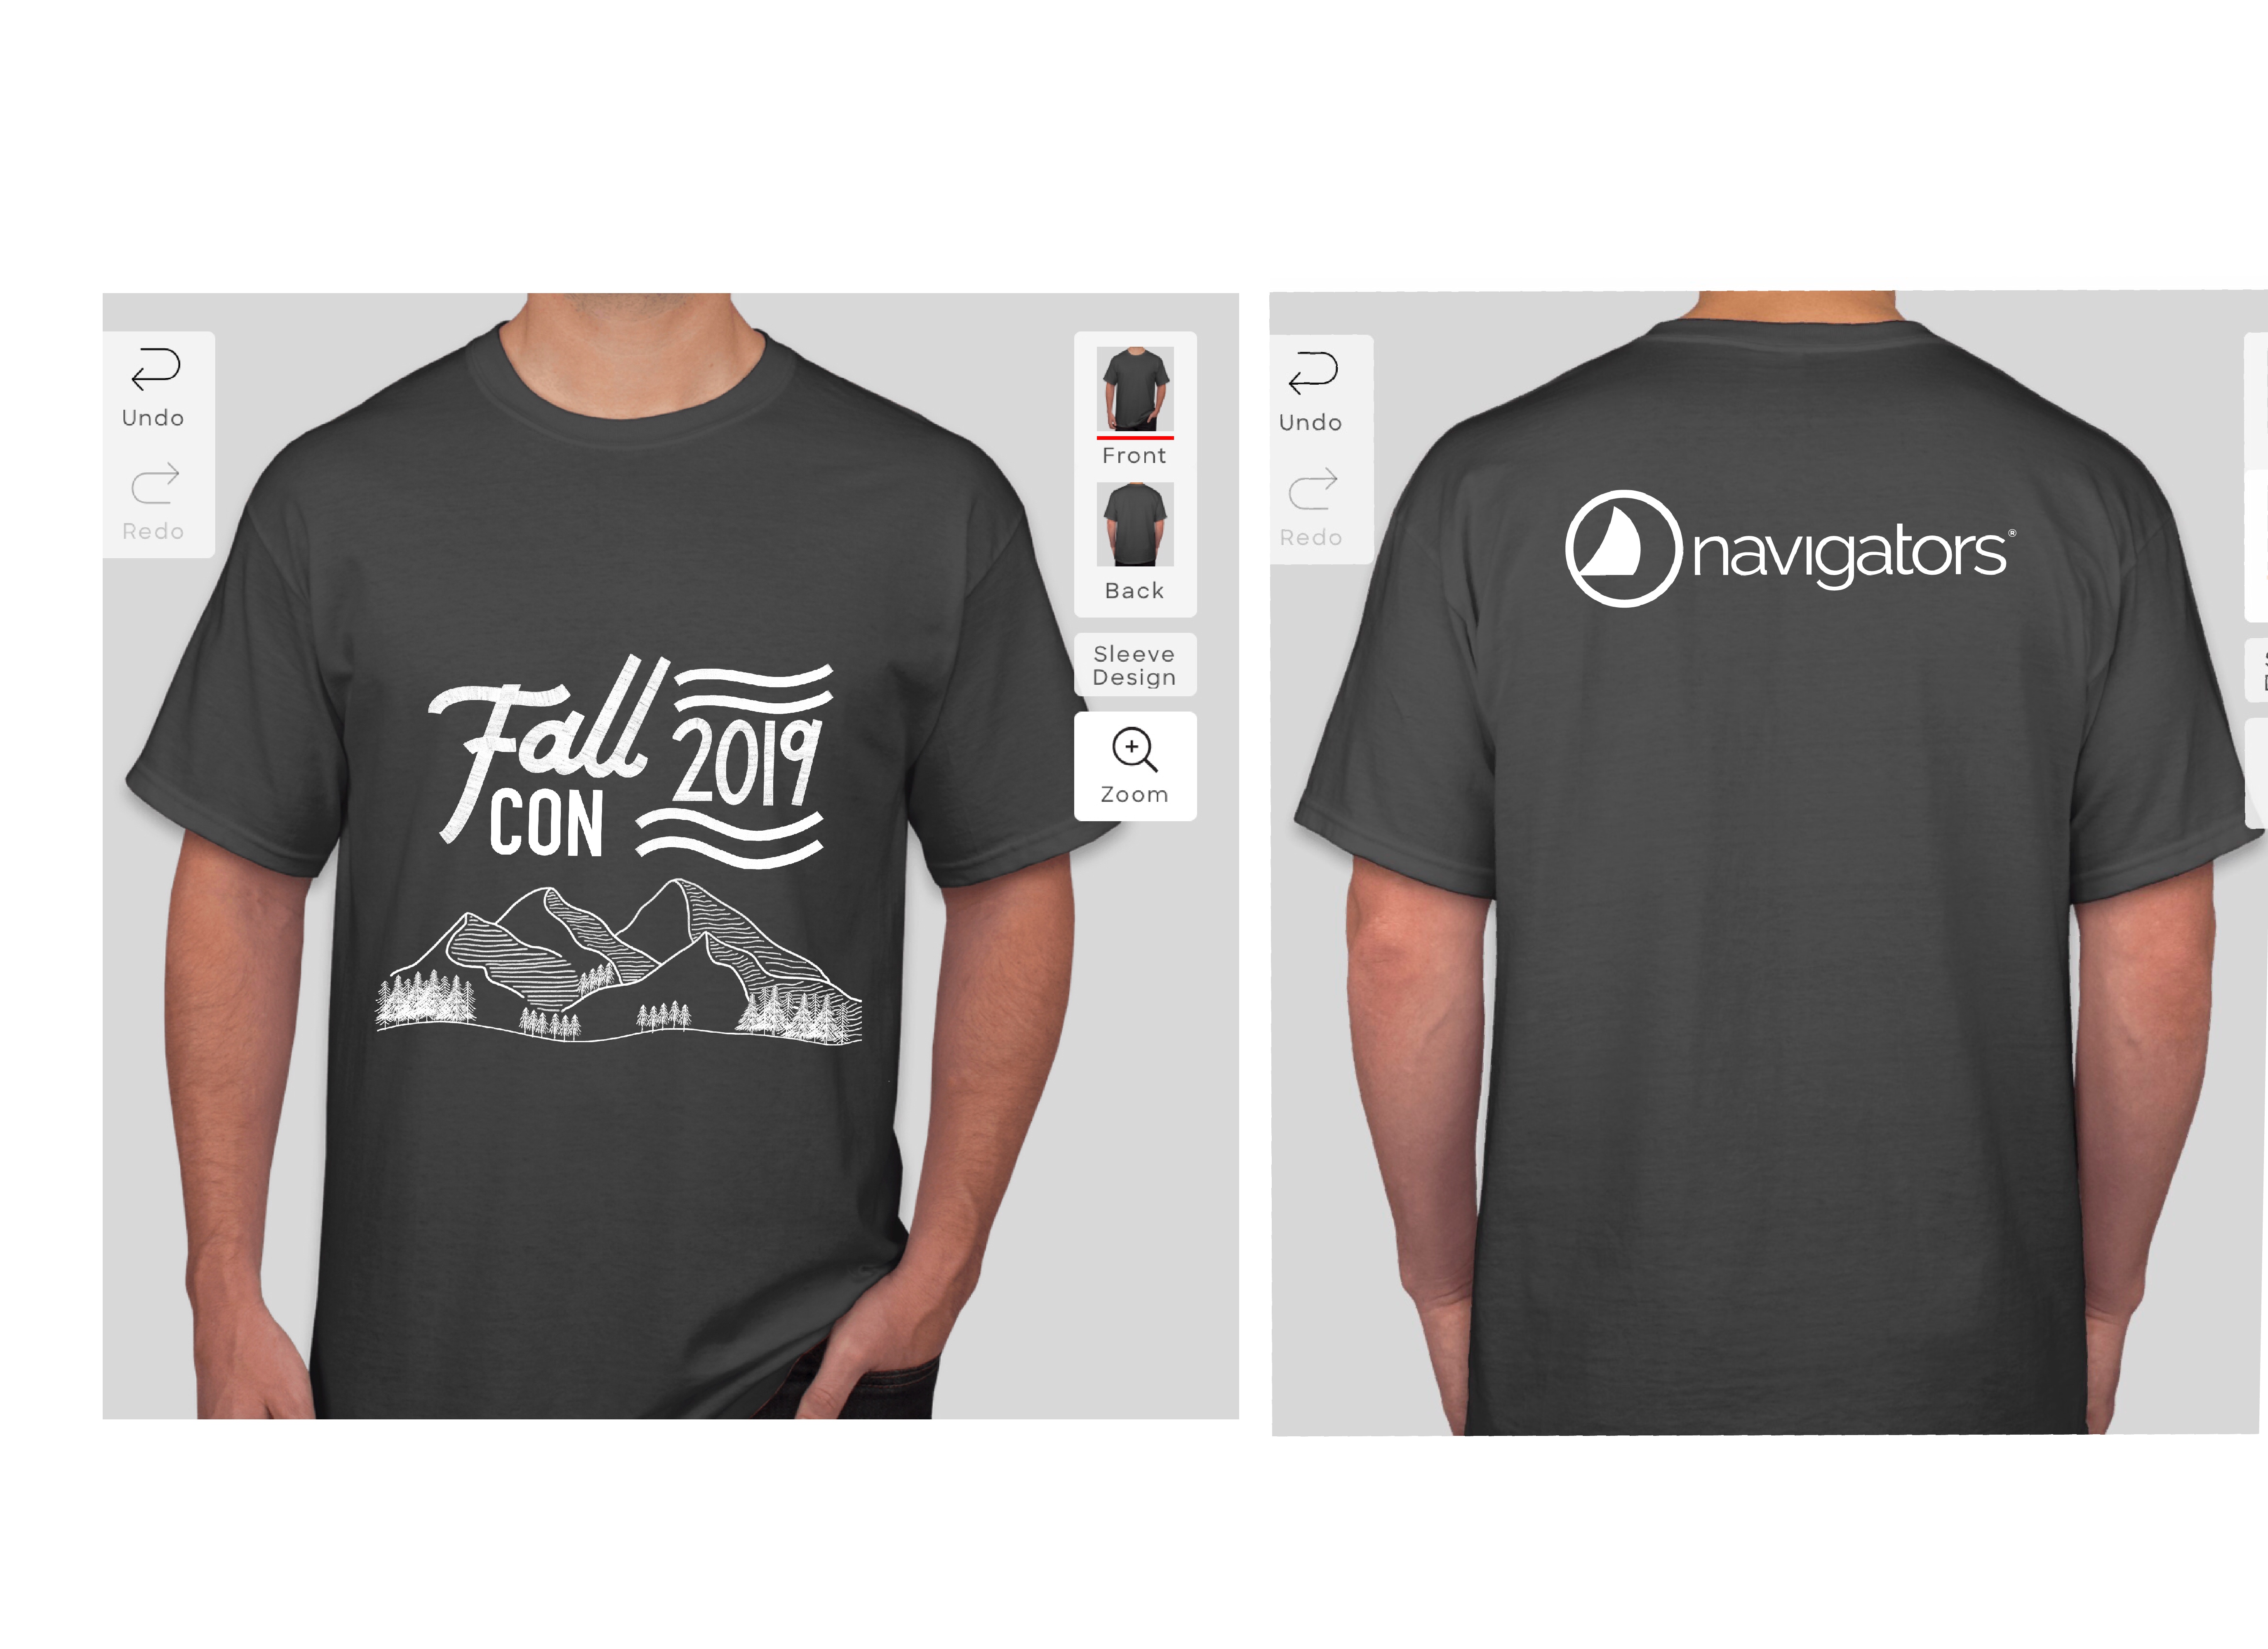 Undo
Redo
Front
Back
Sleeve
Design
Zoom
Fall
2019
CON
Undo
Redo
navigators®